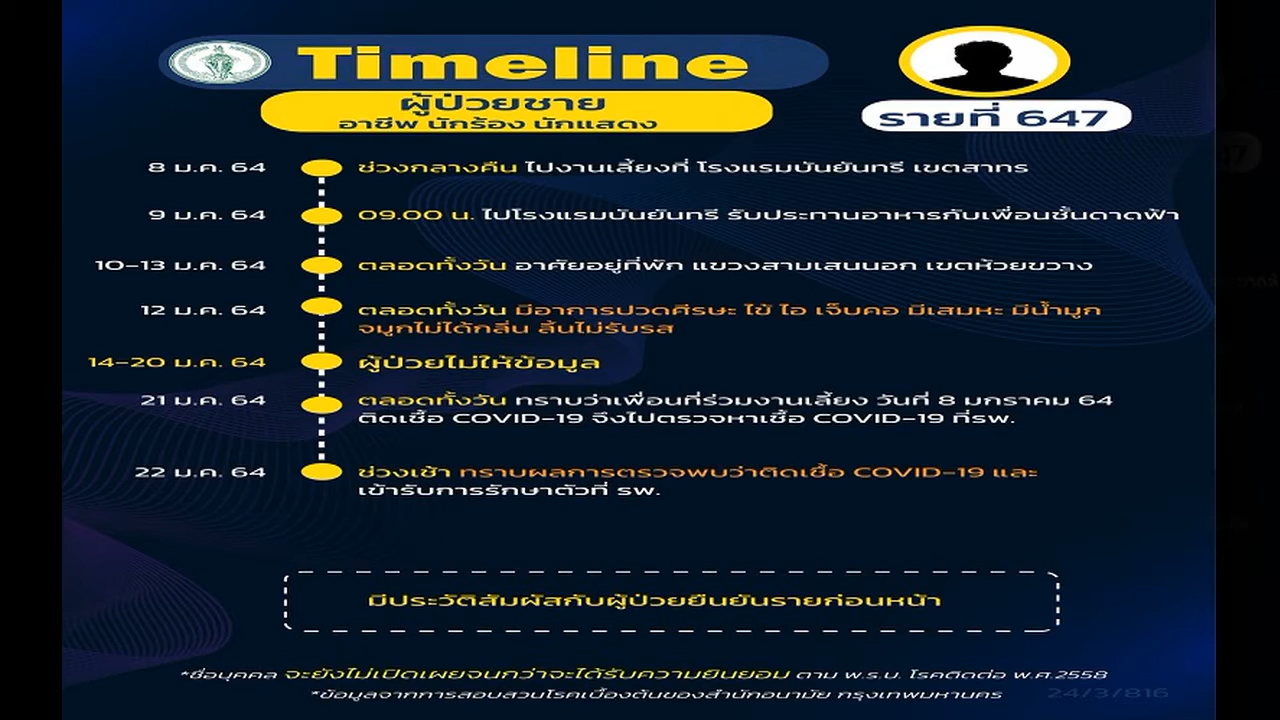 Timeline
ผู้ป่วยชาย
อาชีพ นักร้อง นักแสดง
รายที่ 647
8 ม.ค. 64 ช่วงกลางคืน ไปงานเลี้ยงที่ โรงแรมบันยันทรี เขตสาทร
9 ม.ค. 64 09.00 น. ไปโรงแรมบันยันทรี รับประทานอาหารกับเพื่อนชั้นดาดฟ้า
10-13 ม.ค. 64 ตลอดทั้งวัน อาศัยอยู่ที่พัก แขวงสามเสนนอก เขตห้วยขวาง
12 ม.ค. 64 ตลอดทั้งวัน มีอาการปวดศีรษะ ไข้ ไอ เจ็บคอ มีเสมหะ มีน้ำมูก
จมูกไม่ได้กลิ่น ลิ้นไม่รับรส
14-20 ม.ค. 64 ผู้ป่วยไม่ให้ข้อมูล
21 ม.ค. 64 ตลอดทั้งวัน ทราบว่าเพื่อนที่ร่วมงานเลี้ยง วันที่ 8 มกราคม 64
ติดเชื้อ COVID-19 จึงไปตรวจหาเชื้อ COVID-19 ที่รพ.
22 ม.ค. 64 ช่วงเช้า ทราบผลการตรวจพบว่าติดเชื้อ COVID-19 และ
เข้ารับการรักษาตัวที่ รพ.
มีประวัติสัมผัสกับผู้ป่วยยืนยันรายก่อนหน้า
*ชื่อบุคคล จะยังไม่เปิดเผยจนกว่าจะได้รับความยินยอม ตาม พ.ร.บ. โรคติดต่อ พ.ศ.2558
*ข้อมูลจากการสอบสวนโรคเบื้องต้นของสำนักอนามัย กรุงเทพมหานคร
24/3/816